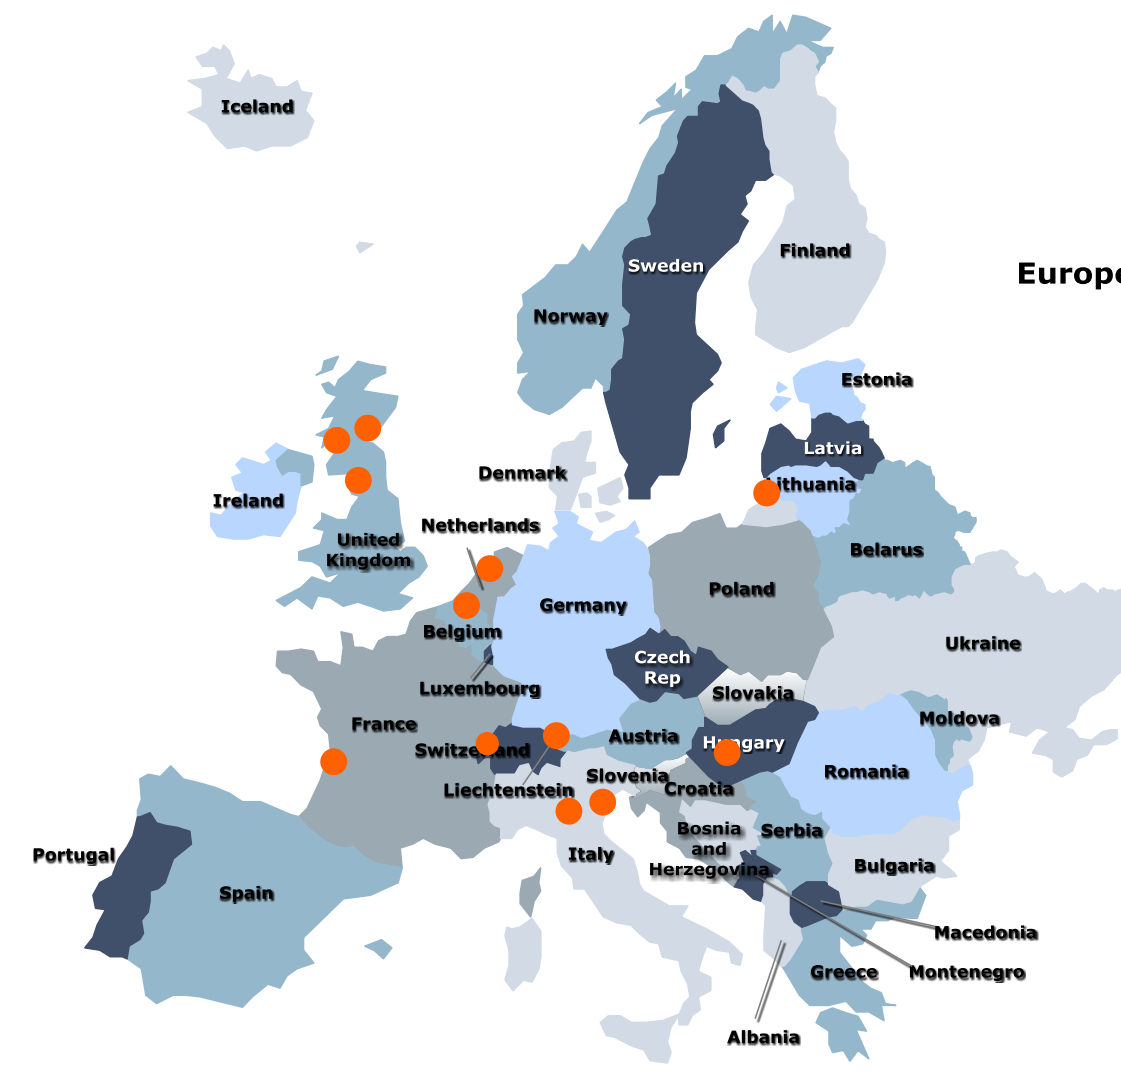 Iceland
Finland
Sweden
Europe
Norway
Estonia
Latvia
Denmark
Lithuania
Ireland
Netherlands
United
Kingdom
Belarus
Poland
Germany
Belgium
Ukraine
Czech
Rep
Luxembourg
Slovakia
Moldova
France
Austria
Hungary
Switzerland
Romania
Slovenia
Liechtenstein
Croatia
Bosnia
and
Herzegovina
Serbia
Portugal
Italy
Bulgaria
Spain
Macedonia
Greece
Montenegro
Albania